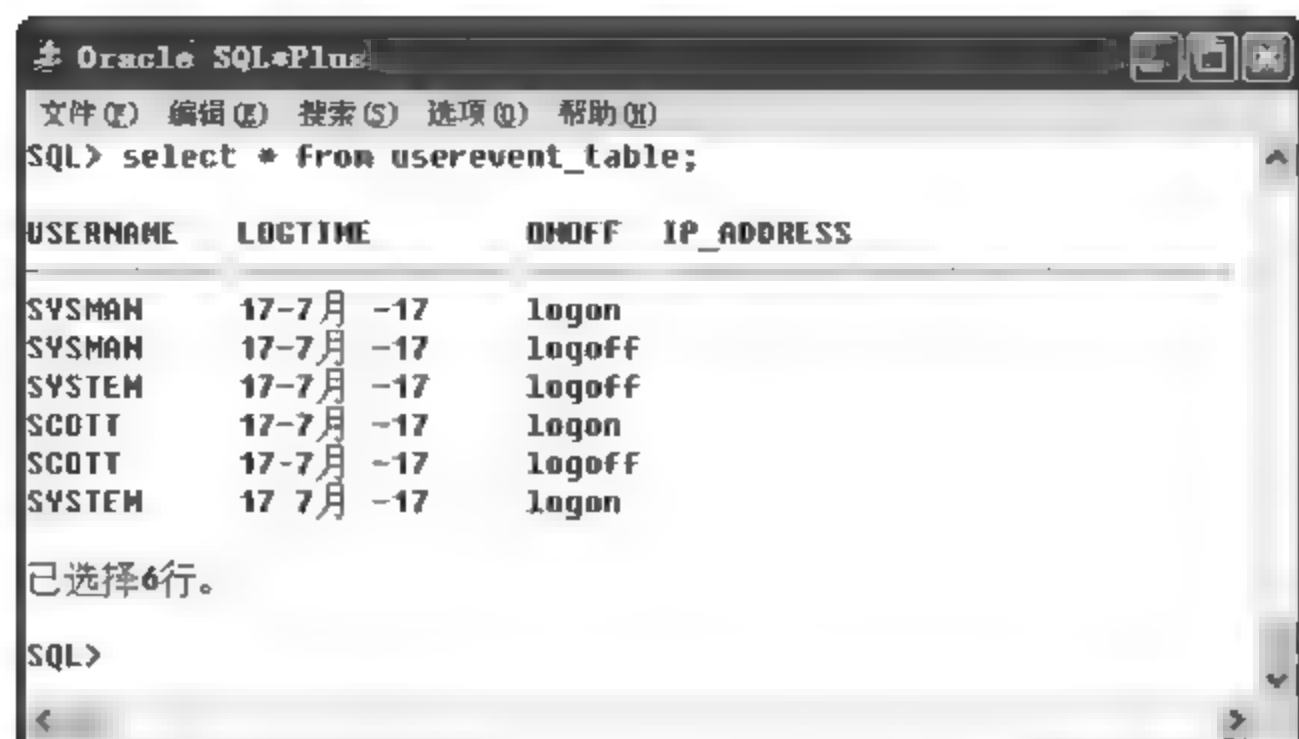 Oracle SQL*Plus
文件(F) 编辑(E) 搜索(S) 选项(O) 帮助(H)
SQL> select * from userevent_table;
USERNAME LOGTIME ONOFF IP_ADDRESS
SYSMAN 17-7月 -17 logon
SYSMAN 17-7月 -17 logoff
SYSTEM 17-7月 -17 logoff
SCOTT 17-7月 -17 logon
SCOTT 17-7月 -17 logoff
SYSTEM 17 7月 -17 logon
已选择6行。
SQL>